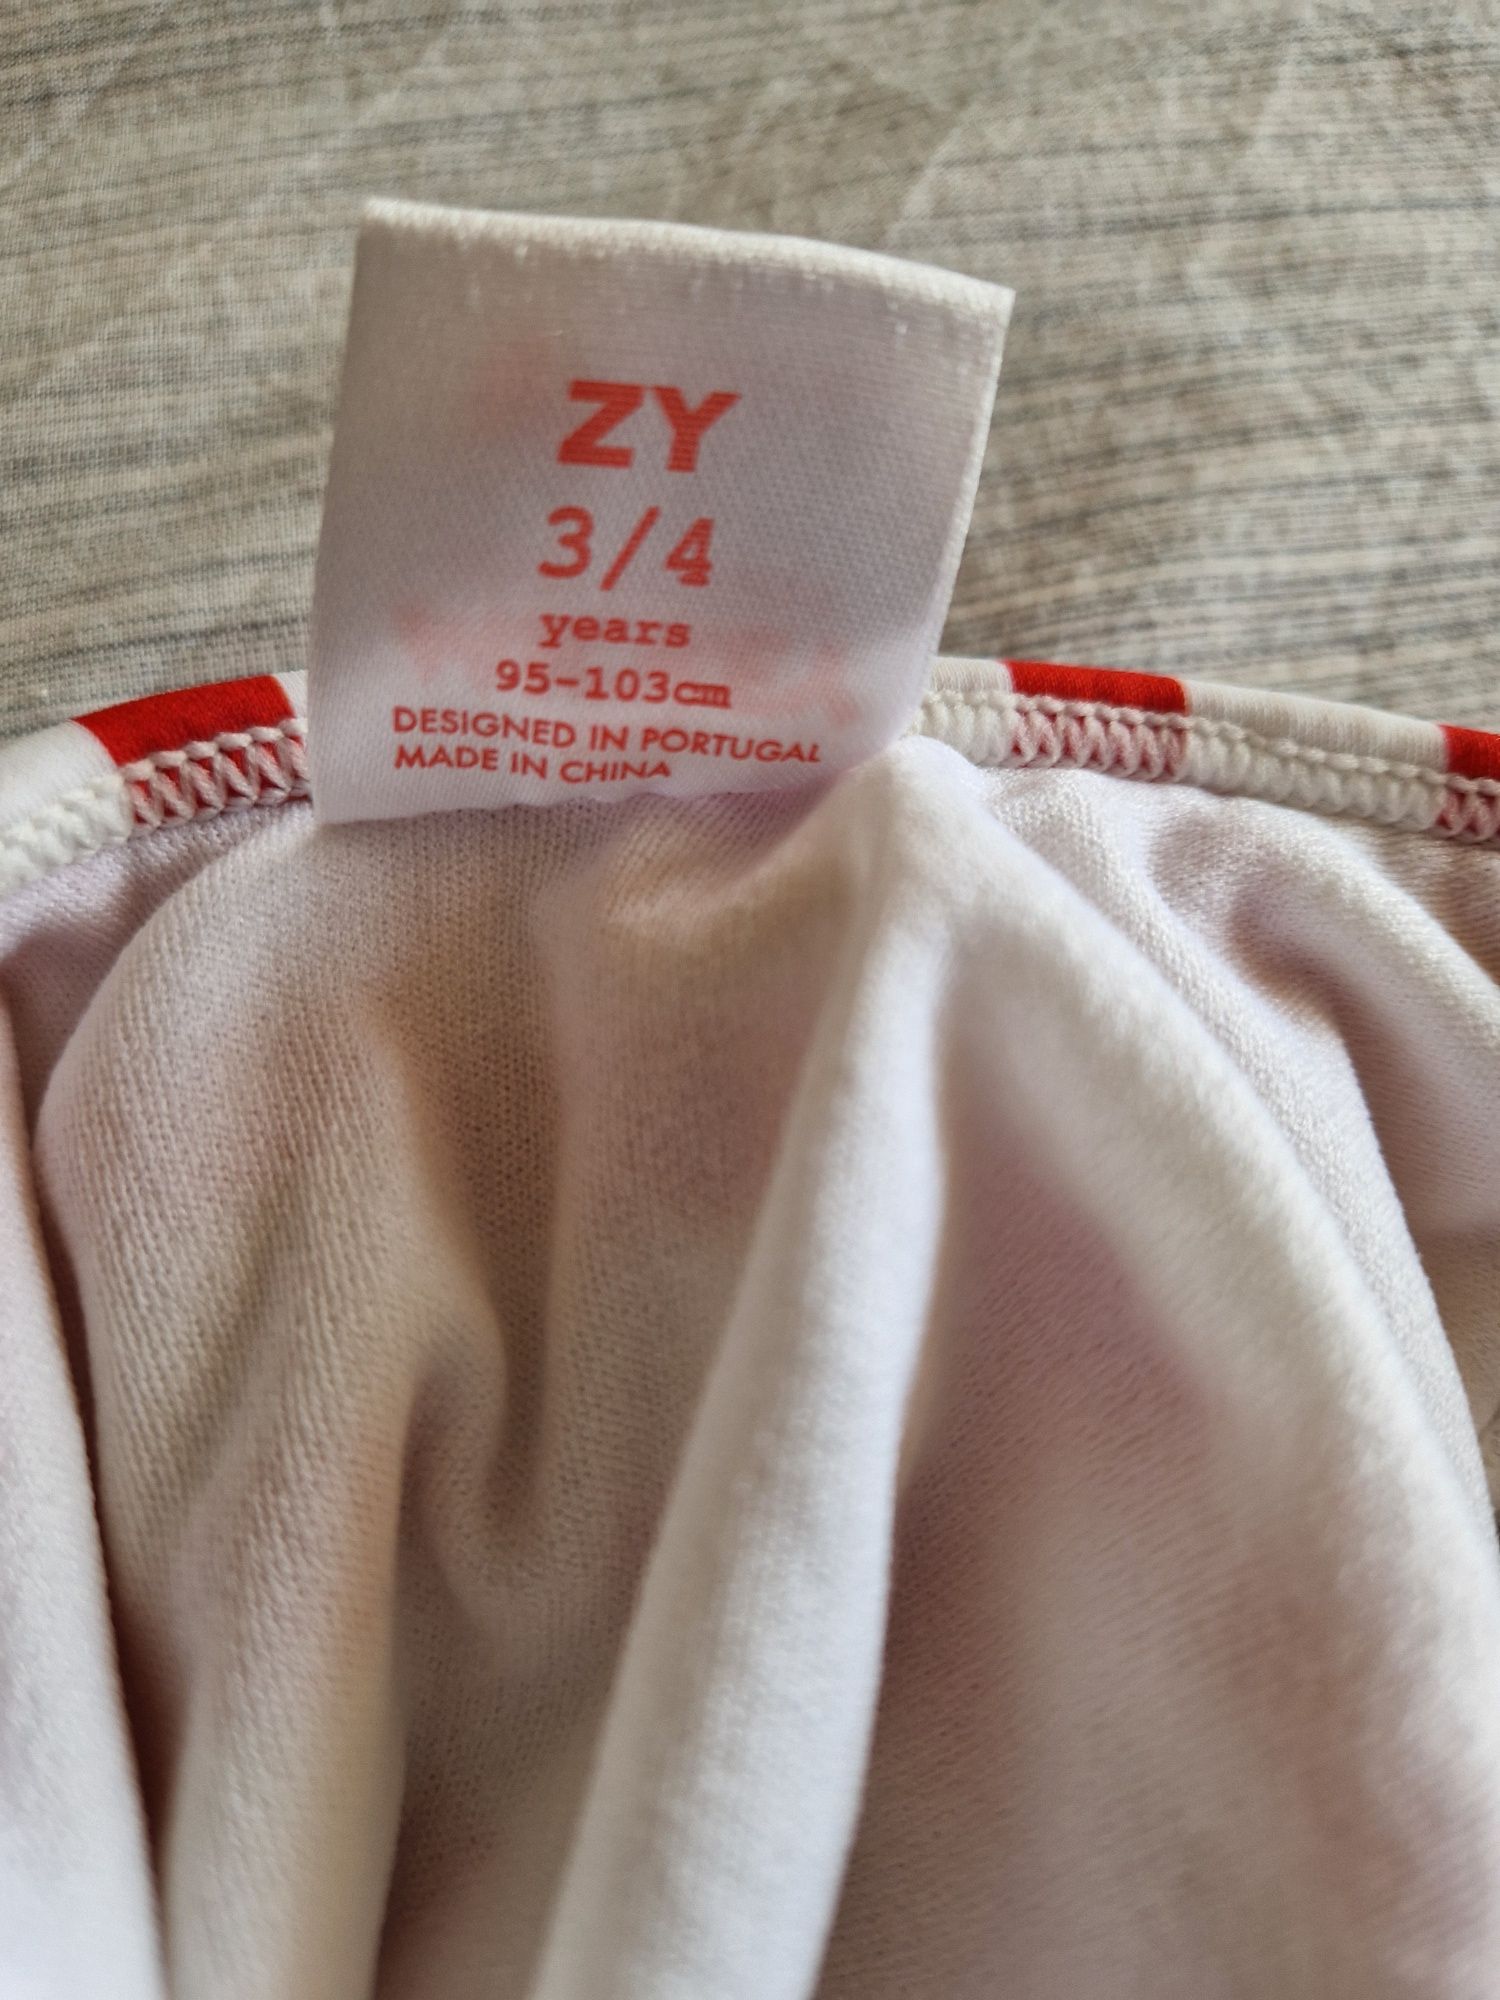 ZY
3/4
years
95-103cm
DESIGNED IN PORTUGAL
MADE IN CHINA